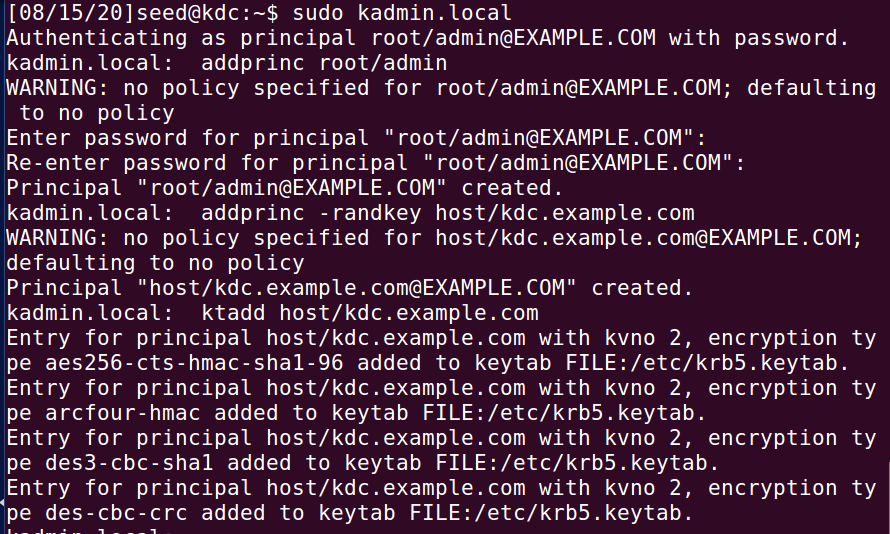 [08/15/20]seed@kdc:~$ sudo kadmin.local
Authenticating as principal root/admin@EXAMPLE.COM with password.
kadmin.local:  addprinc root/admin
WARNING: no policy specified for root/admin@EXAMPLE.COM; defaulting
 to no policy
Enter password for principal "root/admin@EXAMPLE.COM":
Re-enter password for principal "root/admin@EXAMPLE.COM":
Principal "root/admin@EXAMPLE.COM" created.
kadmin.local:  addprinc -randkey host/kdc.example.com
WARNING: no policy specified for host/kdc.example.com@EXAMPLE.COM;
defaulting to no policy
Principal "host/kdc.example.com@EXAMPLE.COM" created.
kadmin.local:  ktadd host/kdc.example.com
Entry for principal host/kdc.example.com with kvno 2, encryption ty
pe aes256-cts-hmac-sha1-96 added to keytab FILE:/etc/krb5.keytab.
Entry for principal host/kdc.example.com with kvno 2, encryption ty
pe arcfour-hmac added to keytab FILE:/etc/krb5.keytab.
Entry for principal host/kdc.example.com with kvno 2, encryption ty
pe des3-cbc-sha1 added to keytab FILE:/etc/krb5.keytab.
Entry for principal host/kdc.example.com with kvno 2, encryption ty
pe des-cbc-crc added to keytab FILE:/etc/krb5.keytab.
kadmin.local: